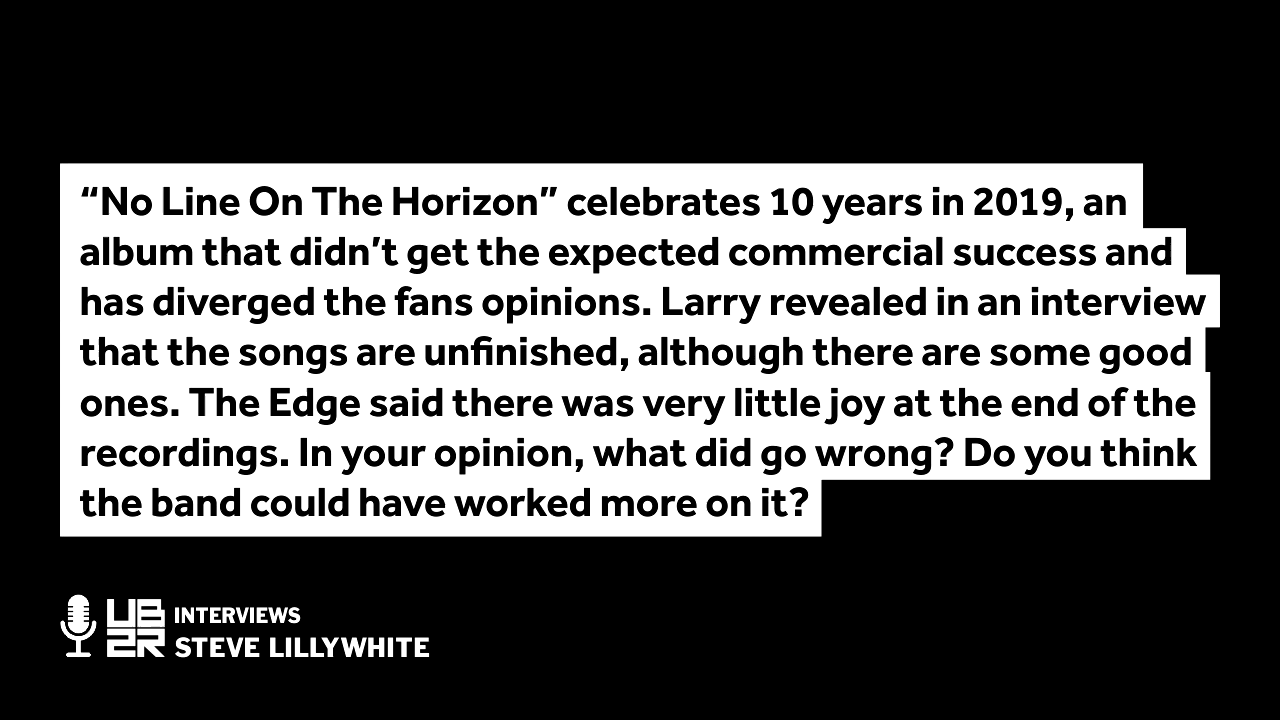 “No Line On The Horizon” celebrates 10 years in 2019, an
album that didn’t get the expected commercial success and
has diverged the fans opinions. Larry revealed in an interview
that the songs are unfinished, although there are some good
ones. The Edge said there was very little joy at the end of the
recordings. In your opinion, what did go wrong? Do you think
the band could have worked more on it?
UB
2R
INTERVIEWS
STEVE LILLYWHITE